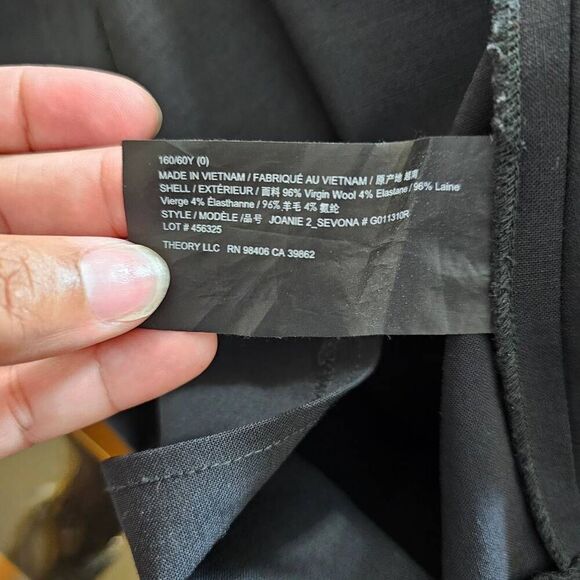 160/60Y (0)
MADE IN VIETNAM / FABRIQUÉ AU VIETNAM / 原产地 越南
SHELL / EXTÉRIEUR / 面料 96% Virgin Wool 4% Elastane / 96% Laine
Vierge 4% Élasthanne / 96% 羊毛 4% 氨纶
STYLE / MODÈLE / 品号 JOANIE 2_SEVONA # G011310R
LOT # 456325
THEORY LLC RN 98406 CA 39862